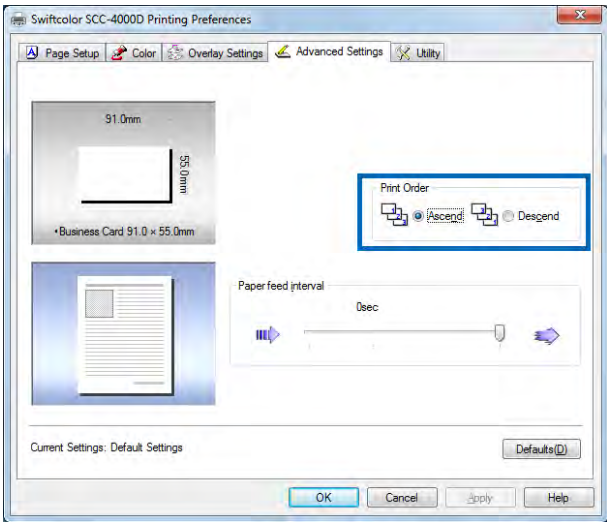 Swiftcolor SCC-4000D Printing Preferences
Page Setup Color Overlay Settings Advanced Settings Utility
91.0mm
55.0mm
•Business Card 91.0 × 55.0mm
Print Order
Ascend Descend
Paper feed interval
0sec
Current Settings: Default Settings
Defaults(D)
OK Cancel Apply Help